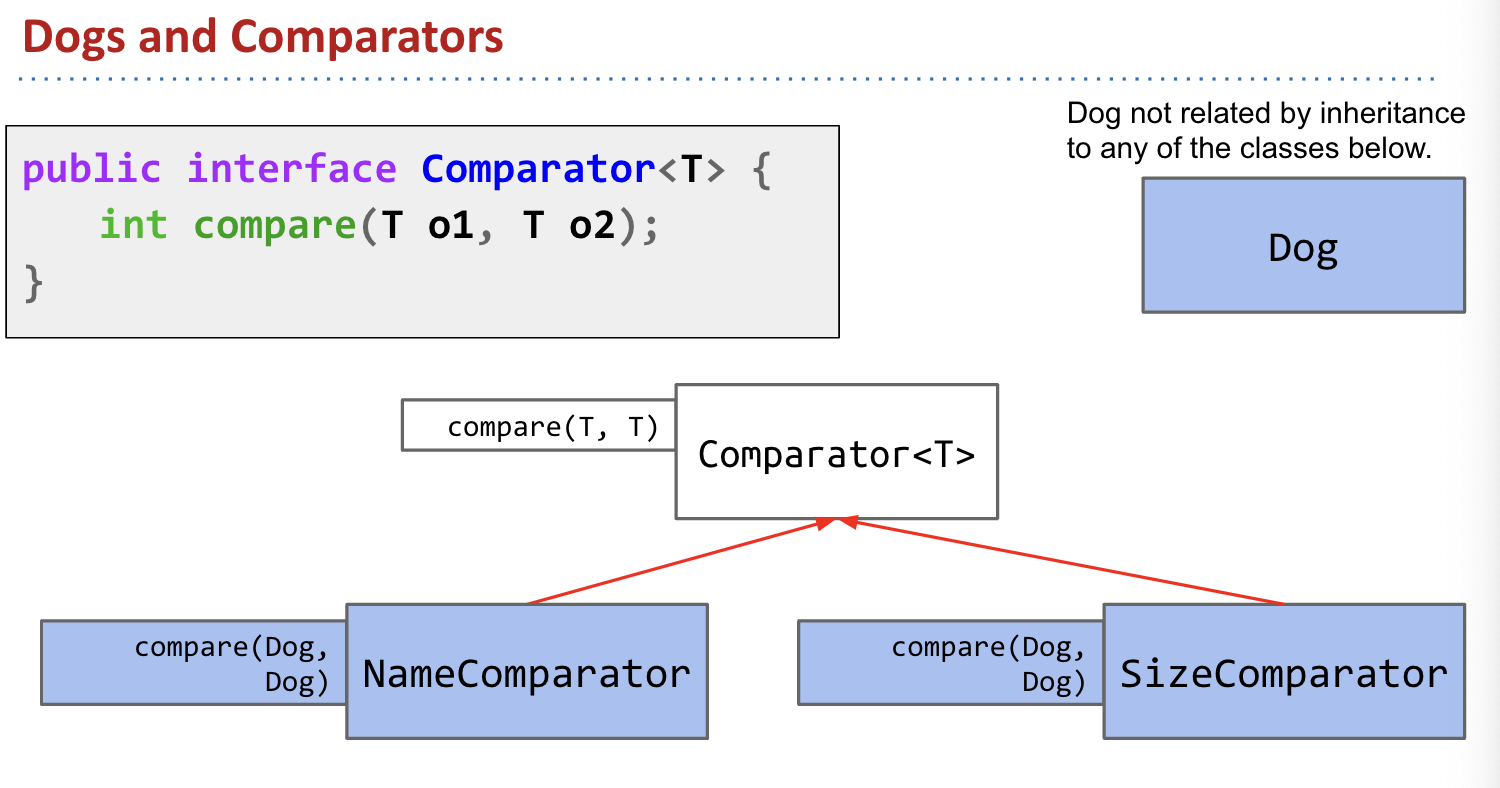 Dogs and Comparators
Dog not related by inheritance
to any of the classes below.
public interface Comparator<T> {
int compare(T o1, T o2);
}
Dog
compare(T, T)
Comparator<T>
compare(Dog,
Dog)
NameComparator
compare(Dog,
Dog)
SizeComparator